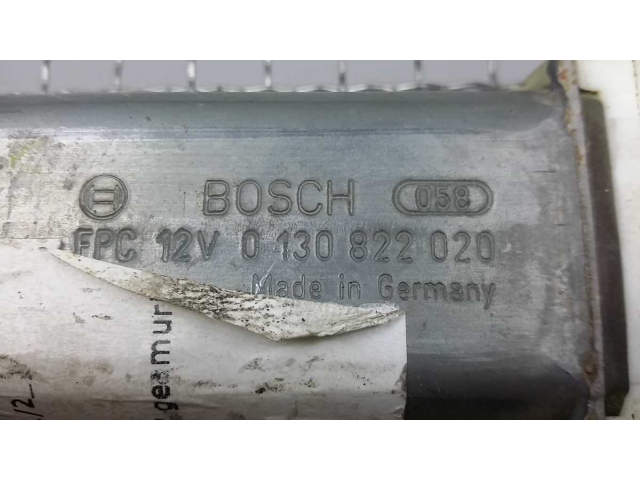 BOSCH 058
FPC 12V 0 130 822 020
Made in Germany